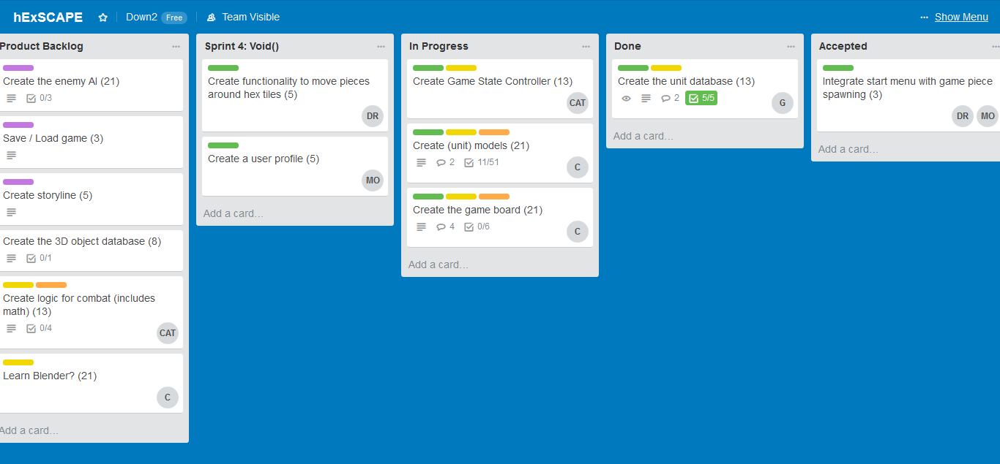 hExSCAPE
Down2 Free
Team Visible
Show Menu
Product Backlog
Create the enemy AI (21)
0/3
Save / Load game (3)
Create storyline (5)
Create the 3D object database (8)
0/1
Create logic for combat (includes
math) (13)
0/4
CAT
Learn Blender? (21)
C
Add a card…
Sprint 4: Void()
Create functionality to move pieces
around hex tiles (5)
DR
Create a user profile (5)
MO
Add a card…
In Progress
Create Game State Controller (13)
CAT
Create (unit) models (21)
2 11/51
C
Create the game board (21)
4 0/6
C
Add a card…
Done
Create the unit database (13)
2 5/5
G
Add a card…
Accepted
Integrate start menu with game piece
spawning (3)
DR MO
Add a card…